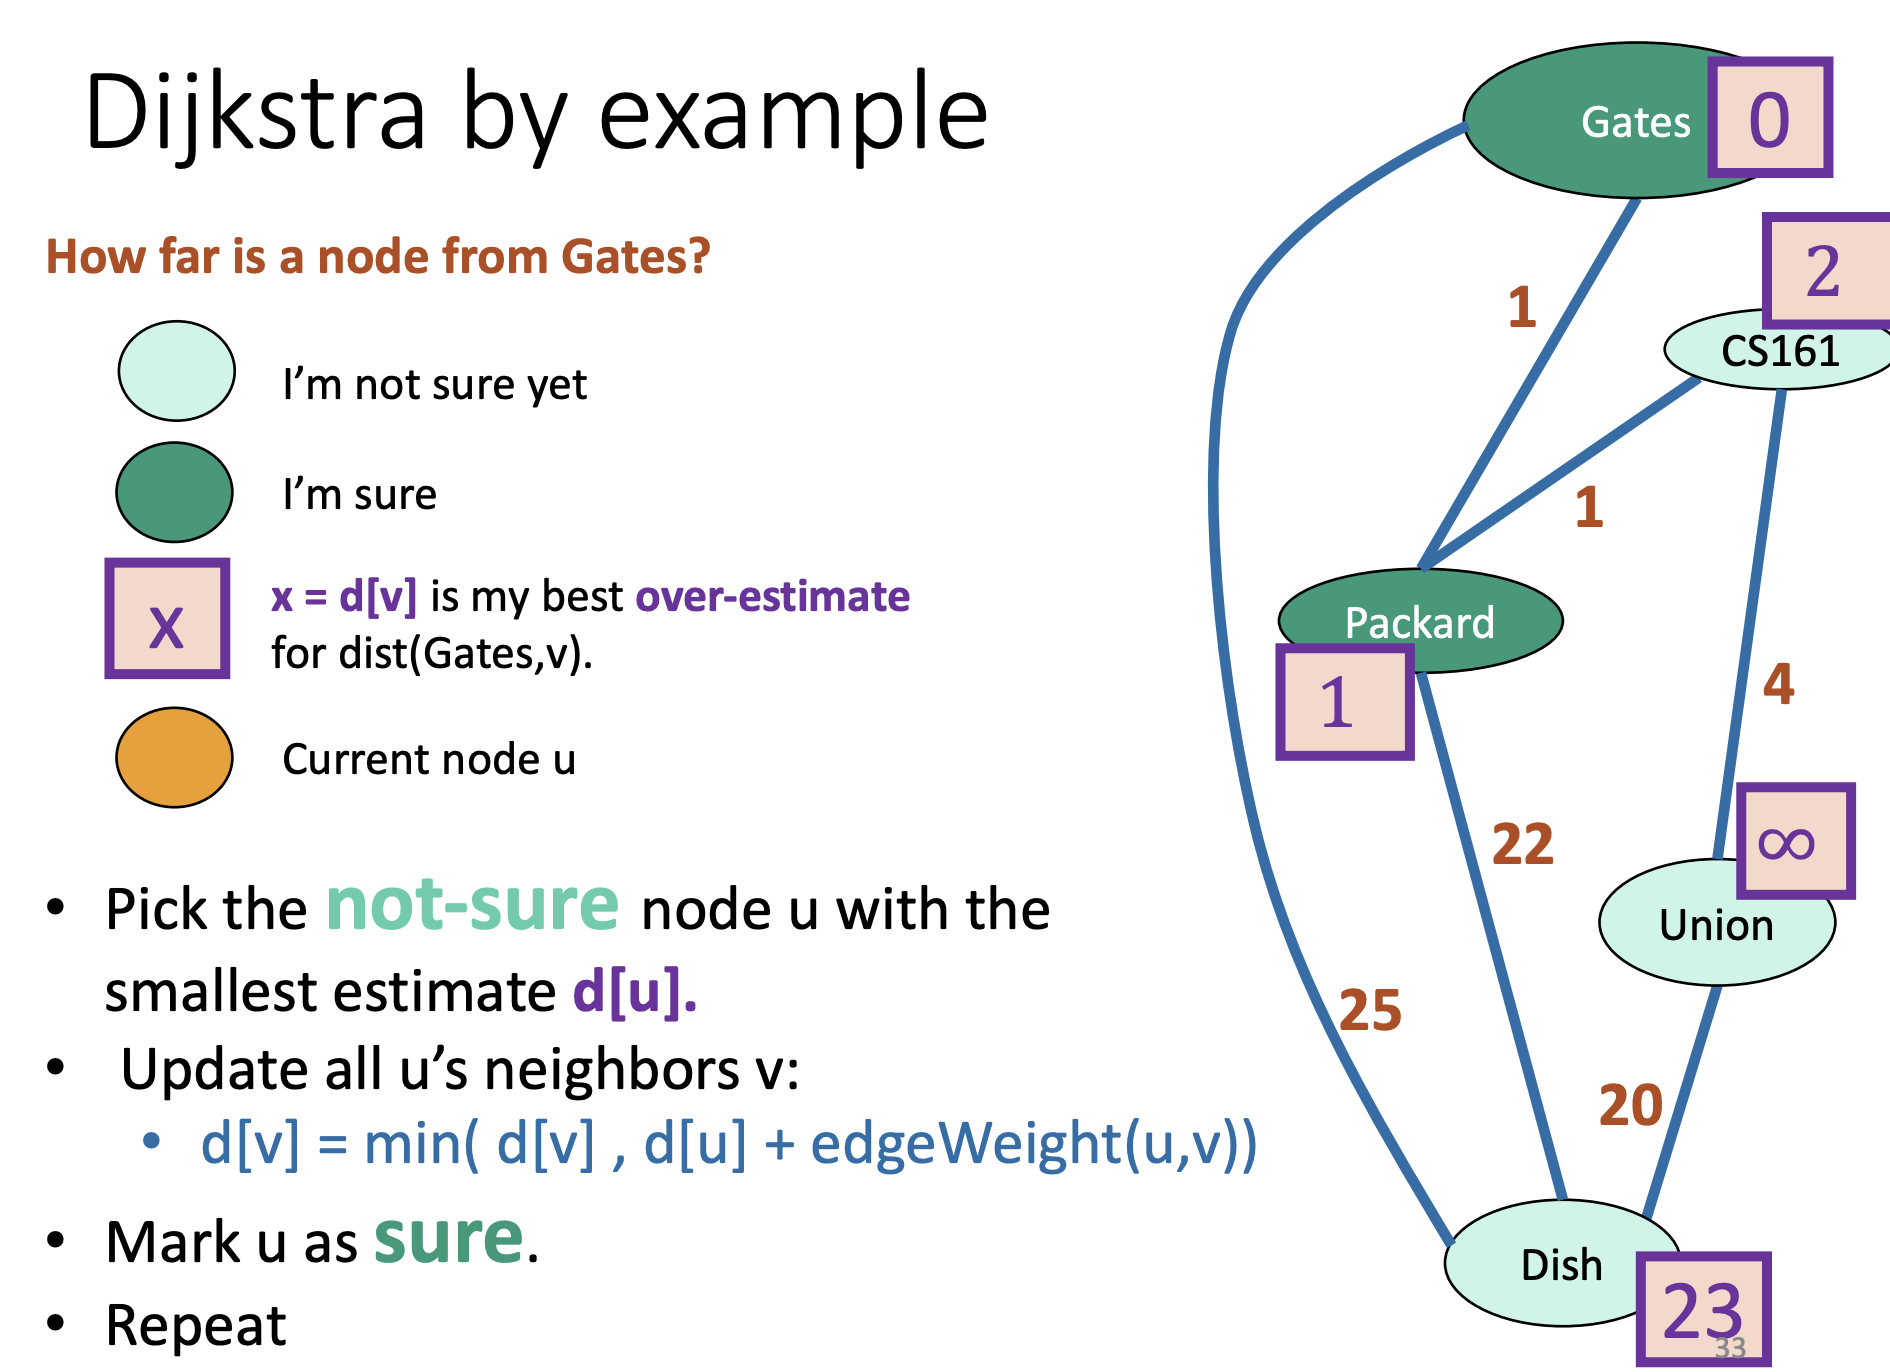 Dijkstra by example
How far is a node from Gates?
I’m not sure yet
I’m sure
x
x = d[v] is my best over-estimate
for dist(Gates,v).
Current node u
• Pick the not-sure node u with the
smallest estimate d[u].
• Update all u’s neighbors v:
• d[v] = min( d[v] , d[u] + edgeWeight(u,v))
• Mark u as sure.
• Repeat
Gates
0
2
CS161
1
1
Packard
1
4
22
∞
Union
25
20
Dish
23
33